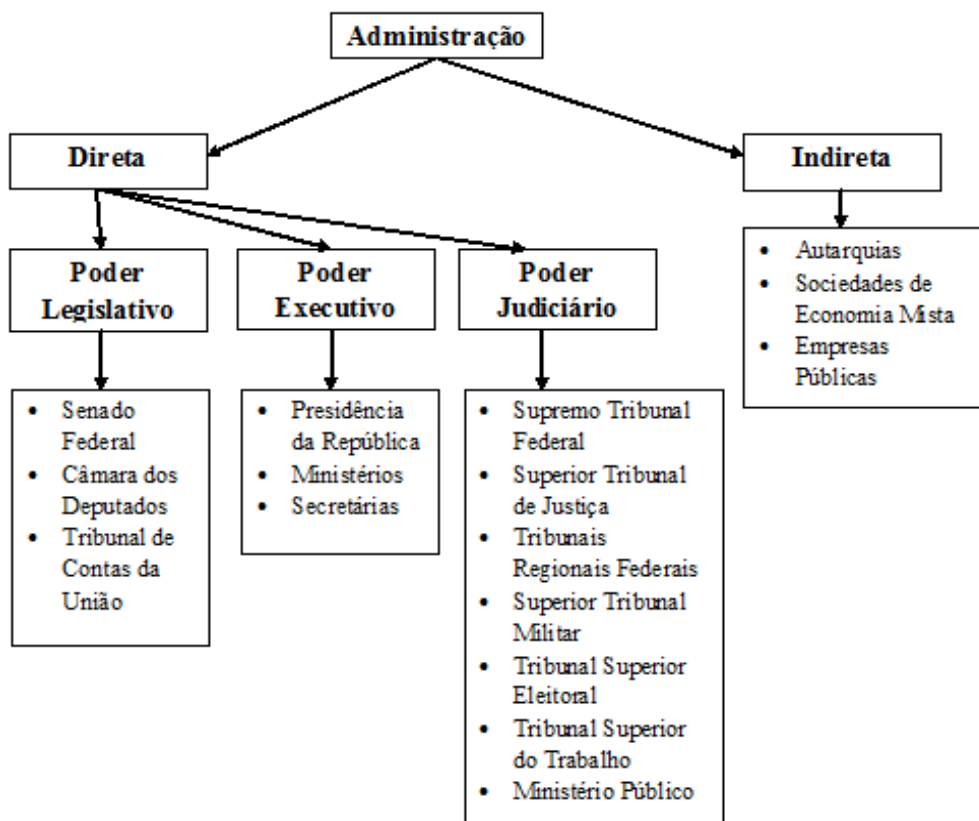 Administração
Direta
Indireta
Poder
Legislativo
Poder
Executivo
Poder
Judiciário
• Autarquias
• Sociedades de
Economia Mista
• Empresas
Públicas
• Senado
Federal
• Câmara dos
Deputados
• Tribunal de
Contas da
União
• Presidência
da República
• Ministérios
• Secretárias
• Supremo Tribunal
Federal
• Superior Tribunal
de Justiça
• Tribunais
Regionais Federais
• Superior Tribunal
Militar
• Tribunal Superior
Eleitoral
• Tribunal Superior
do Trabalho
• Ministério Público